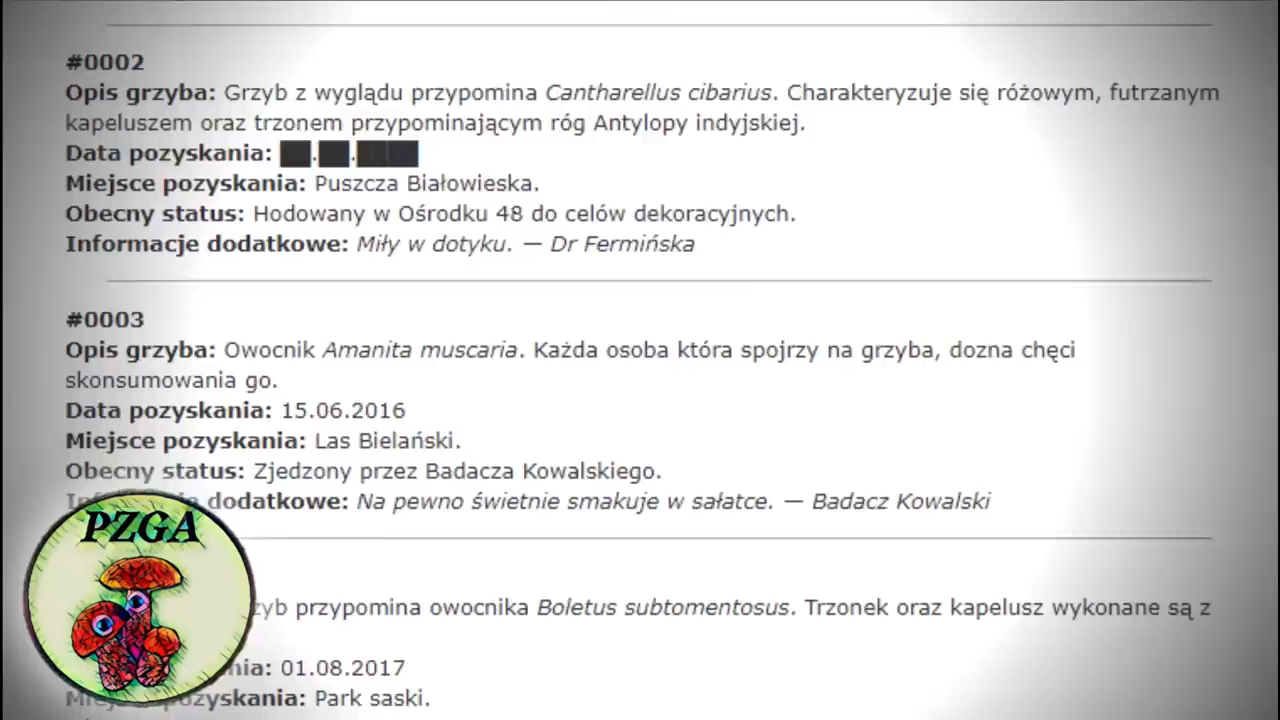 #0002
Opis grzyba: Grzyb z wyglądu przypomina Cantharellus cibarius. Charakteryzuje się różowym, futrzanym
kapeluszem oraz trzonem przypominającym róg Antylopy indyjskiej.
Data pozyskania: ██.██.████
Miejsce pozyskania: Puszcza Białowieska.
Obecny status: Hodowany w Ośrodku 48 do celów dekoracyjnych.
Informacje dodatkowe: Miły w dotyku. — Dr Fermińska
#0003
Opis grzyba: Owocnik Amanita muscaria. Każda osoba która spojrzy na grzyba, dozna chęci
skonsumowania go.
Data pozyskania: 15.06.2016
Miejsce pozyskania: Las Bielański.
Obecny status: Zjedzony przez Badacza Kowalskiego.
Informacje dodatkowe: Na pewno świetnie smakuje w sałatce. — Badacz Kowalski
PZGA
przypomina owocnika Boletus subtomentosus. Trzonek oraz kapelusz wykonane są z
01.08.2017
pozyskania: Park saski.